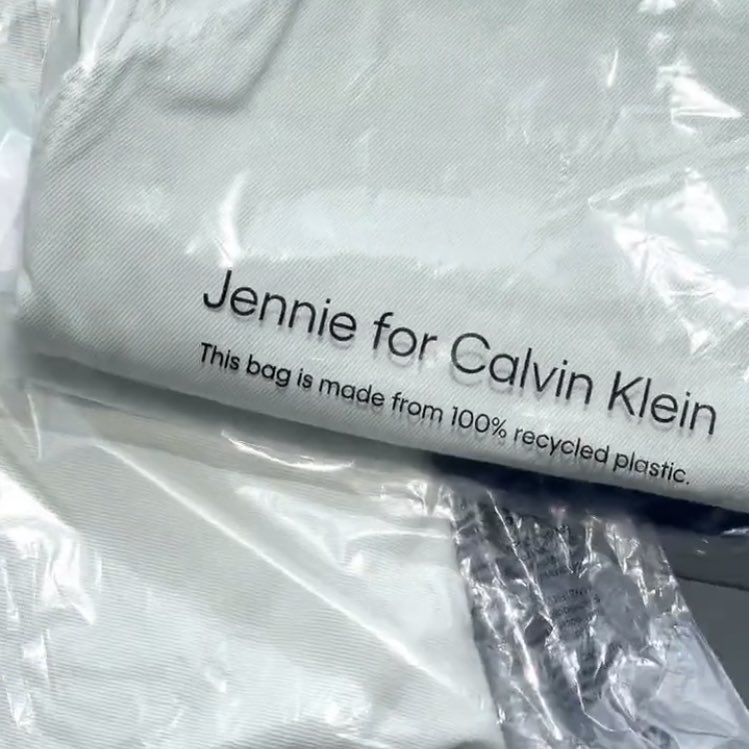 Jennie for Calvin Klein
This bag is made from 100% recycled plastic.